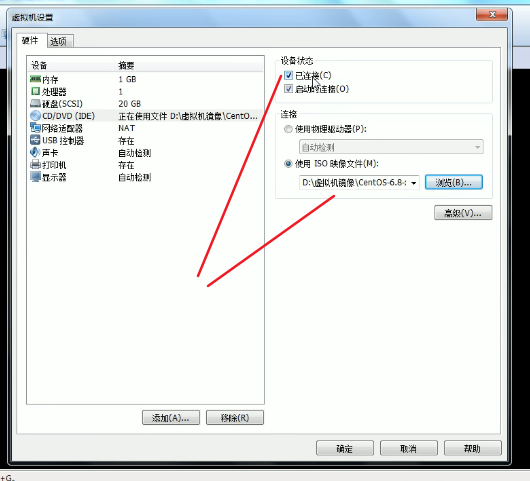 虚拟机设置
硬件 选项
设备 摘要
内存 1 GB
处理器 1
硬盘(SCSI) 20 GB
CD/DVD (IDE) 正在使用文件 D:\虚拟机镜像\CentO...
网络适配器 NAT
USB 控制器 存在
声卡 自动检测
打印机 存在
显示器 自动检测
添加(A)... 移除(R)
设备状态
已连接(C)
启动时连接(O)
连接
使用物理驱动器(P):
自动检测
使用 ISO 映像文件(M):
D:\虚拟机镜像\CentOS-6.8- 浏览(B)...
高级(V)...
确定 取消 帮助
+G。